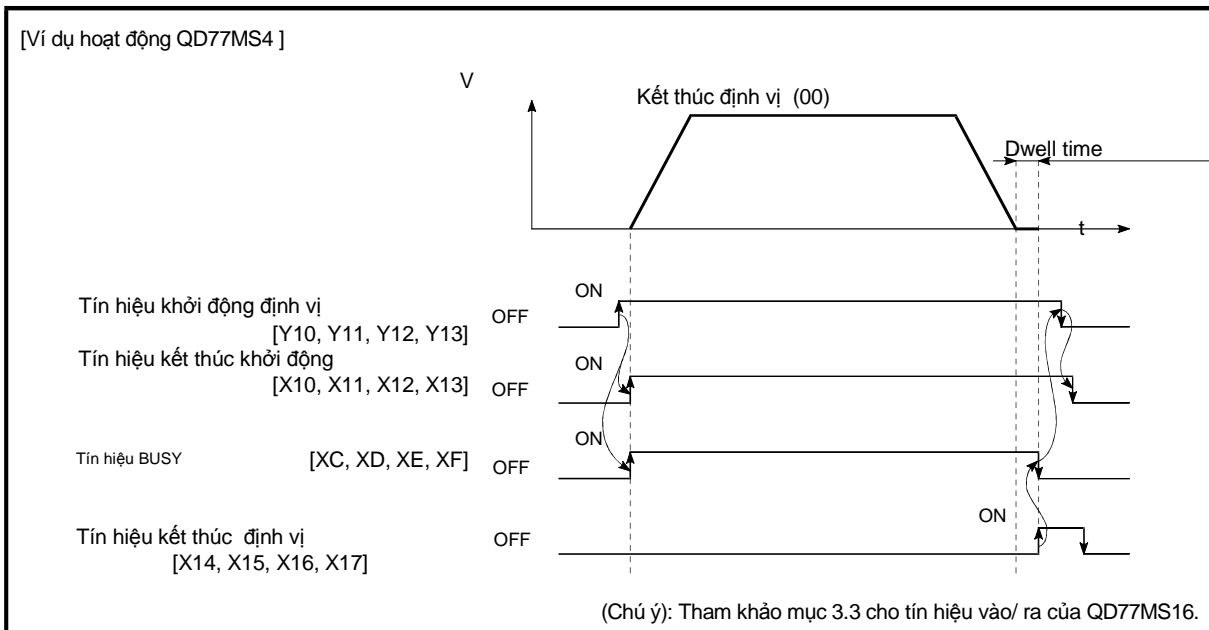 [Ví dụ hoạt động QD77MS4 ]
V
Kết thúc định vị (00)
Dwell time
t
Tín hiệu khởi động định vị
[Y10, Y11, Y12, Y13]
OFF
ON
Tín hiệu kết thúc khởi động
[X10, X11, X12, X13]
OFF
ON
Tín hiệu BUSY
[XC, XD, XE, XF]
OFF
ON
Tín hiệu kết thúc định vị
[X14, X15, X16, X17]
OFF
ON
(Chú ý): Tham khảo mục 3.3 cho tín hiệu vào/ ra của QD77MS16.